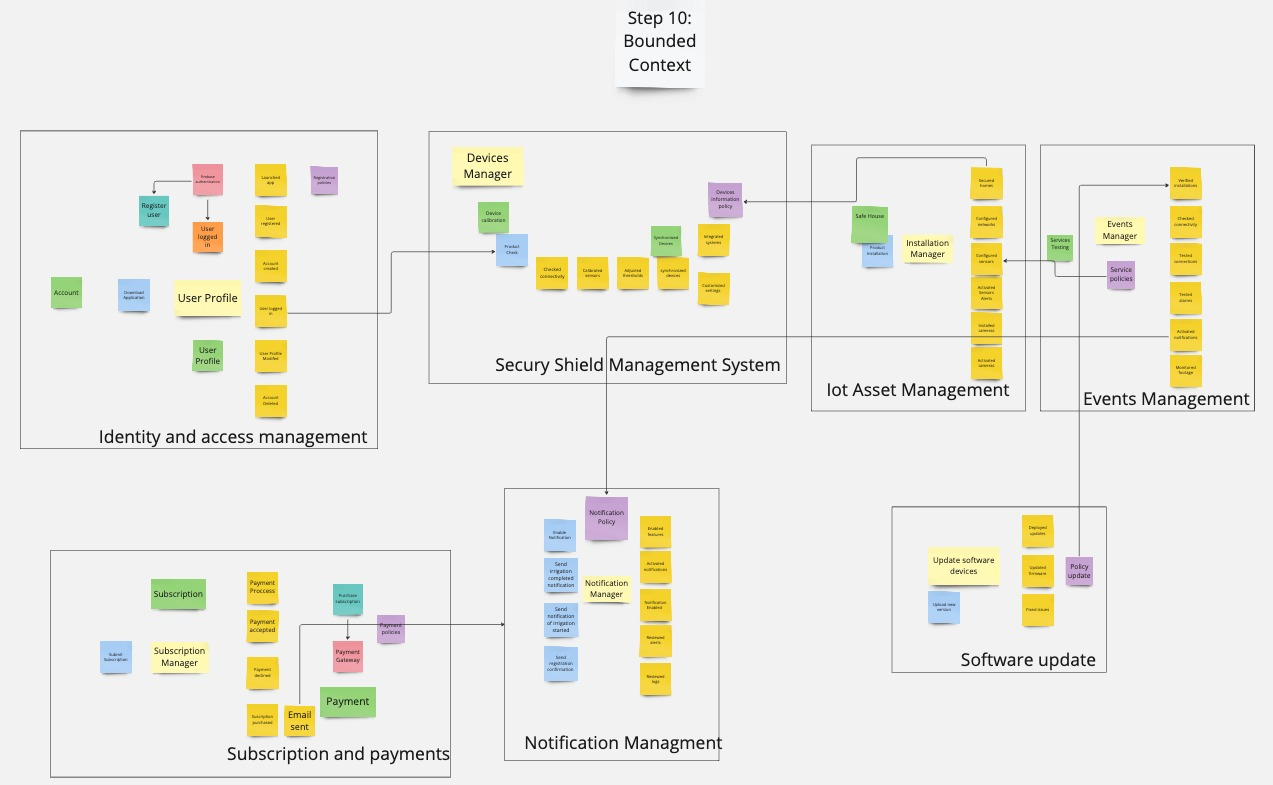 Step 10:
Bounded
Context
Firebase
authentication
Register
user
User
logged
in
Account
Download
Application
User Profile
User
Profile
Launched
app
User
registered
Account
created
User logged
in
User Profile
Modified
Account
Deleted
Registration
policies
Identity and access management
Devices
Manager
Device
calibration
Product
Check
Checked
connectivity
Calibrated
sensors
Adjusted
thresholds
Synchronised
Devices
synchronized
devices
Devices
information
policy
Integrated
systems
Customized
settings
Secury Shield Management System
Safe House
Product
Installation
Installation
Manager
Secured
homes
Configured
networks
Configured
sensors
Activated
Sensors
Alerts
Installed
cameras
Activated
cameras
Iot Asset Management
Services
Testing
Events
Manager
Service
policies
Verified
installations
Checked
connectivity
Tested
connections
Tested
alarms
Activated
notifications
Monitored
footage
Events Management
Subscription
Submit
Subscription
Subscription
Manager
Payment
Proccess
Payment
accepted
Payment
declined
Suscription
purchased
Email
sent
Purchase
subscription
Payment
Gateway
Payment
policies
Payment
Subscription and payments
Notification
Policy
Enable
Notification
Send
irrigation
completed
notification
Send
notification
of irrigation
started
Send
registration
confirmation
Notification
Manager
Enabled
features
Activated
notifications
Notification
Enabled
Reviewed
alerts
Reviewed
logs
Notification Managment
Update software
devices
Upload new
version
Deployed
updates
Updated
firmware
Fixed issues
Policy
update
Software update